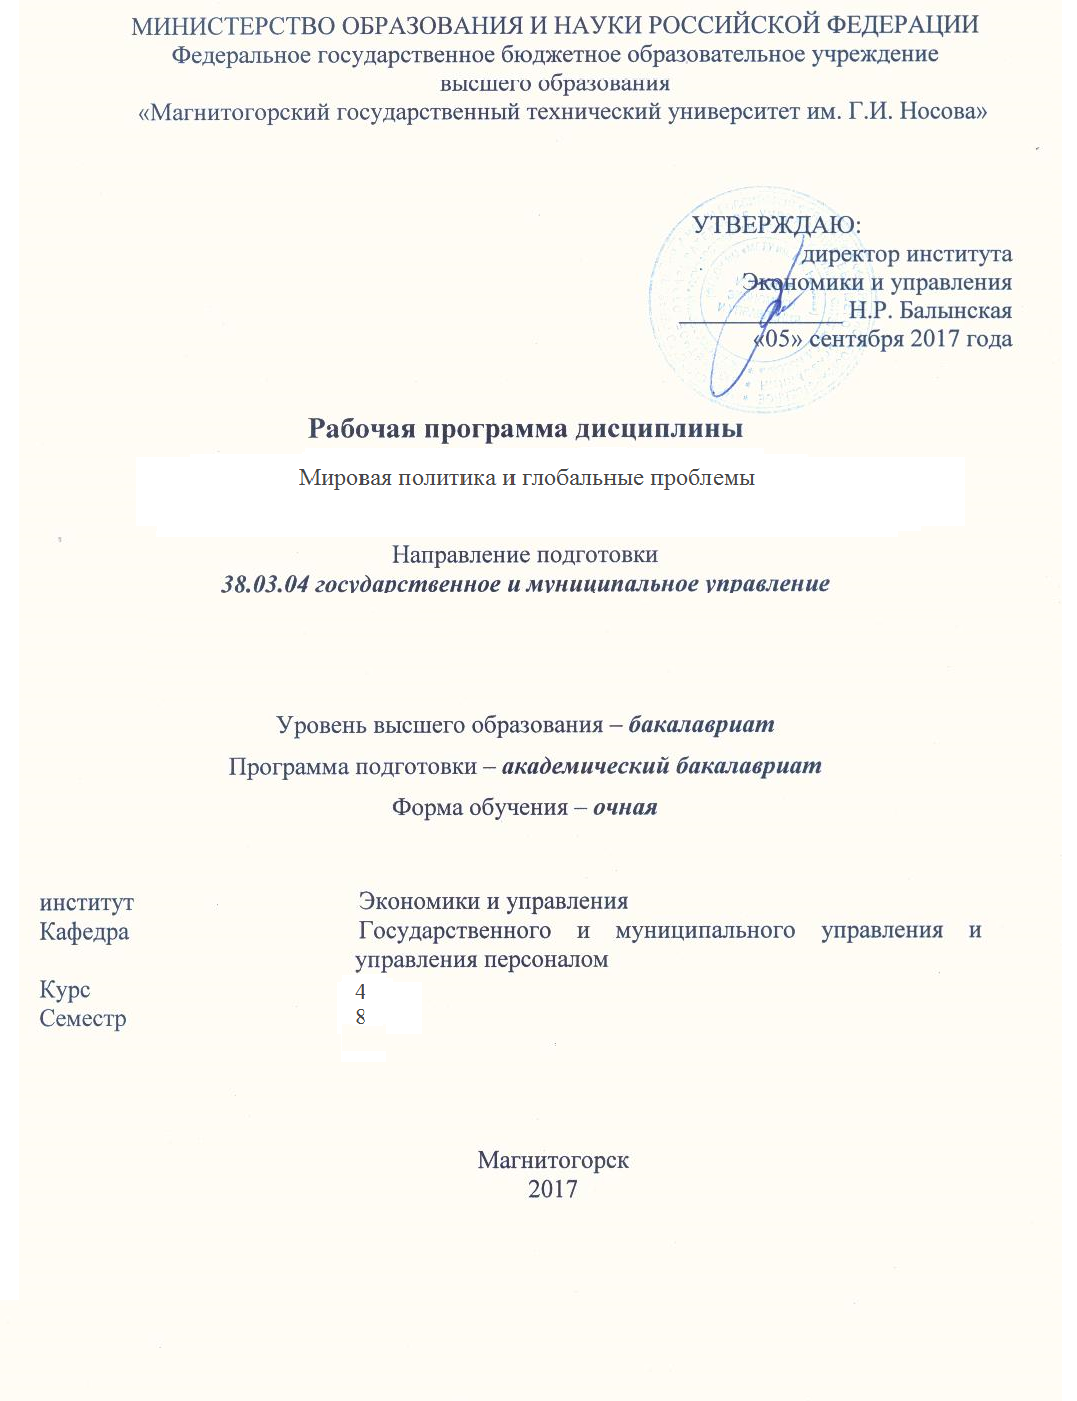 МИНИСТЕРСТВО ОБРАЗОВАНИЯ И НАУКИ РОССИЙСКОЙ ФЕДЕРАЦИИ
Федеральное государственное бюджетное образовательное учреждение
высшего образования
«Магнитогорский государственный технический университет им. Г.И. Носова»
УТВЕРЖДАЮ:
директор института
Экономики и управления
______________ Н.Р. Балынская
«05» сентября 2017 года
Рабочая программа дисциплины
Мировая политика и глобальные проблемы
Направление подготовки
38.03.04 государственное и муниципальное управление
Уровень высшего образования – бакалавриат
Программа подготовки – академический бакалавриат
Форма обучения – очная
институт Экономики и управления
Кафедра Государственного и муниципального управления и
управления персоналом
Курс 4
Семестр 8
Магнитогорск
2017